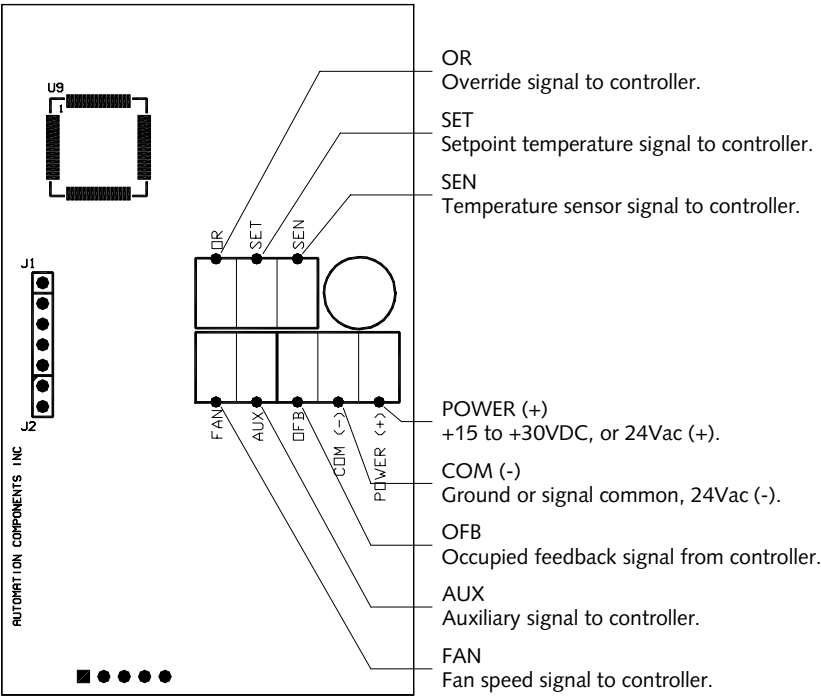 OR
Override signal to controller.
SET
Setpoint temperature signal to controller.
SEN
Temperature sensor signal to controller.
U9
1
OR
SET
SEN
J1
J2
FAN
AUX
OFB
COM (-)
POWER (+)
POWER (+)
+15 to +30VDC, or 24Vac (+).
COM (-)
Ground or signal common, 24Vac (-).
OFB
Occupied feedback signal from controller.
AUX
Auxiliary signal to controller.
FAN
Fan speed signal to controller.
AUTOMATION COMPONENTS INC